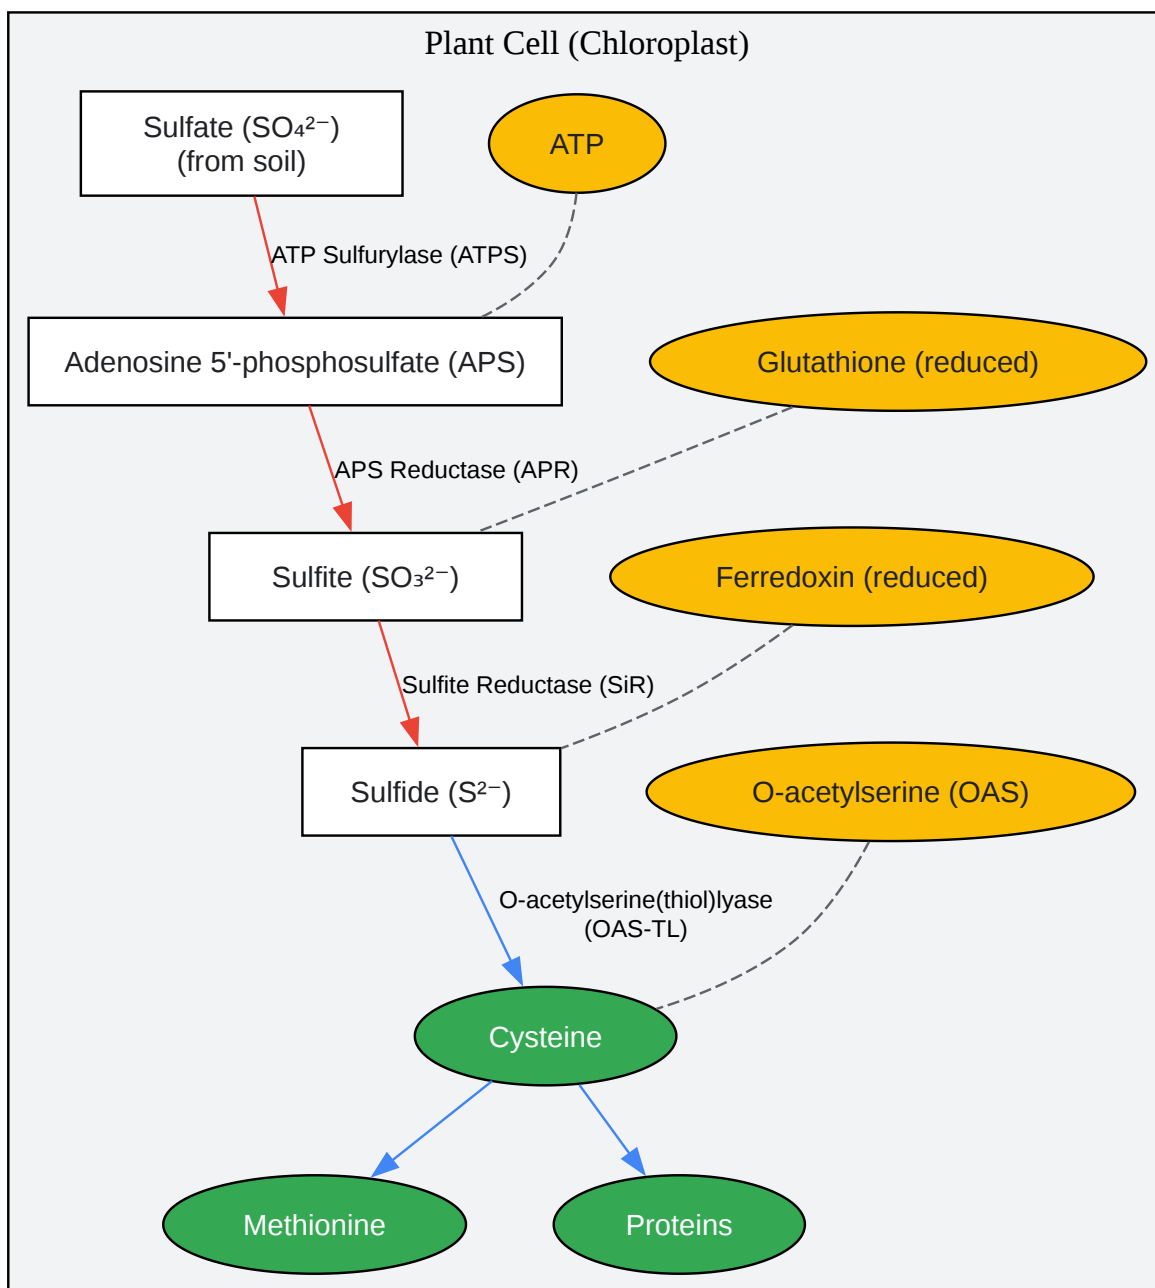 Plant Cell (Chloroplast)
Sulfate (SO₄²⁻)
(from soil)
ATP
ATP Sulfurylase (ATPS)
Adenosine 5'-phosphosulfate (APS)
Glutathione (reduced)
APS Reductase (APR)
Sulfite (SO₃²⁻)
Ferredoxin (reduced)
Sulfite Reductase (SiR)
Sulfide (S²⁻)
O-acetylserine (OAS)
O-acetylserine(thiol)lyase
(OAS-TL)
Cysteine
Methionine
Proteins